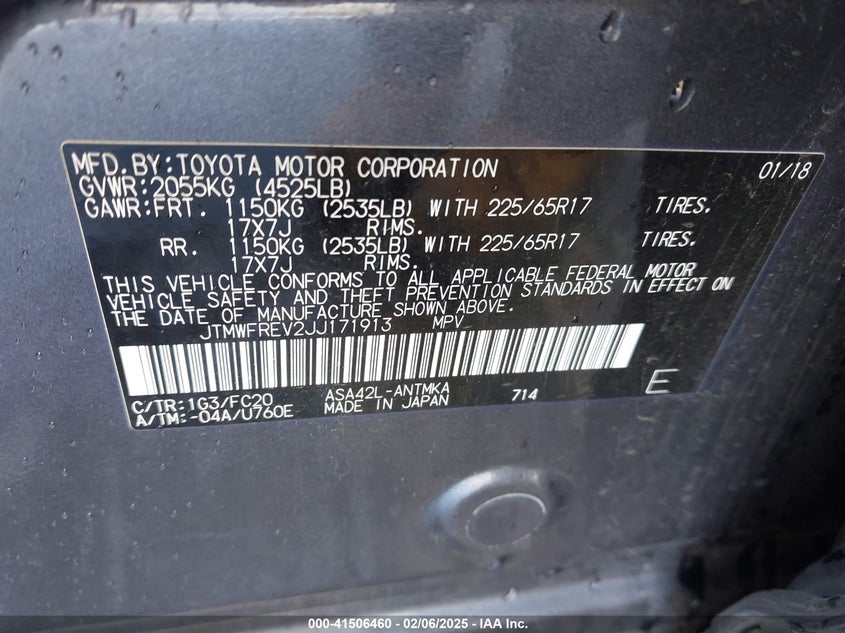 MFD.BY:TOYOTA MOTOR CORPORATION 01/18
GVWR:2055KG (4525LB)
GAWR:FRT. 1150KG (2535LB) WITH 225/65R17 TIRES.
17X7J RIMS.
RR. 1150KG (2535LB) WITH 225/65R17 TIRES.
17X7J RIMS.
THIS VEHICLE CONFORMS TO ALL APPLICABLE FEDERAL MOTOR
VEHICLE SAFETY AND THEFT PREVENTION STANDARDS IN EFFECT ON
THE DATE OF MANUFACTURE SHOWN ABOVE.
JTMWFREV2JJ171913 MPV
C/TR:1G3/FC20 ASA42L-ANTMKA 714 E
A/TM:-04A/U760E MADE IN JAPAN
000-41506460 - 02/06/2025 - IAA Inc.